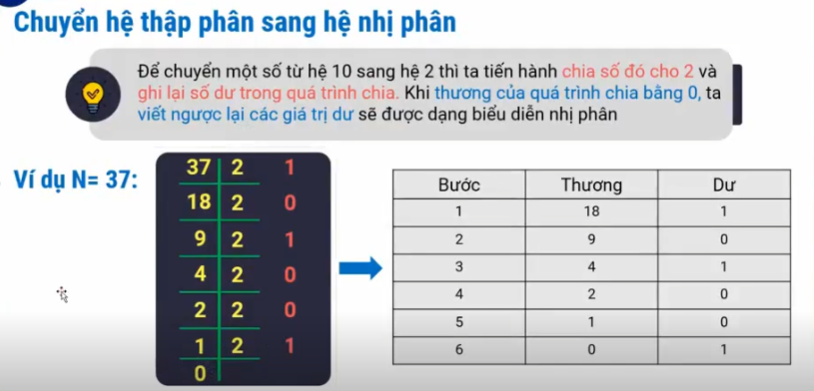 Chuyển hệ thập phân sang hệ nhị phân
Để chuyển một số từ hệ 10 sang hệ 2 thì ta tiến hành chia số đó cho 2 và
ghi lại số dư trong quá trình chia. Khi thương của quá trình chia bằng 0, ta
viết ngược lại các giá trị dư sẽ được dạng biểu diễn nhị phân
Ví dụ N= 37:
37 2 1
18 2 0
9 2 1
4 2 0
2 2 0
1 2 1
0
Bước Thương Dư
1 18 1
2 9 0
3 4 1
4 2 0
5 1 0
6 0 1